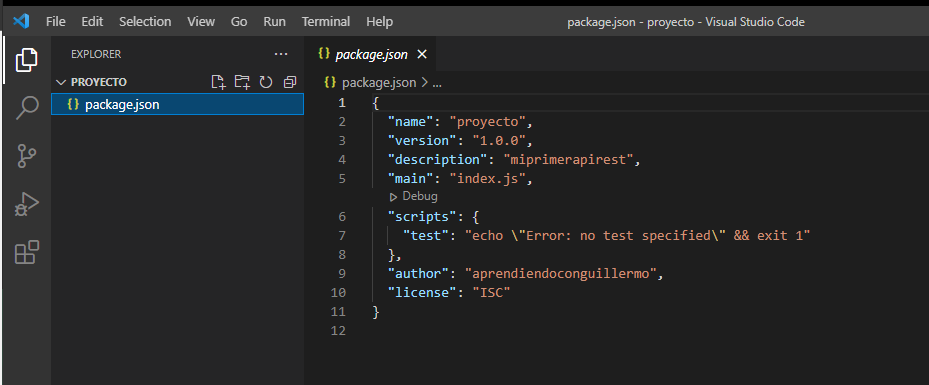 File Edit Selection View Go Run Terminal Help package.json - proyecto - Visual Studio Code
EXPLORER ...
PROYECTO
{} package.json
{} package.json ×
{} package.json > ...
1 {
2 "name": "proyecto",
3 "version": "1.0.0",
4 "description": "miprimerapirest",
5 "main": "index.js",
Debug
6 "scripts": {
7 "test": "echo \"Error: no test specified\" && exit 1"
8 },
9 "author": "aprendiendoconguillermo",
10 "license": "ISC"
11 }
12